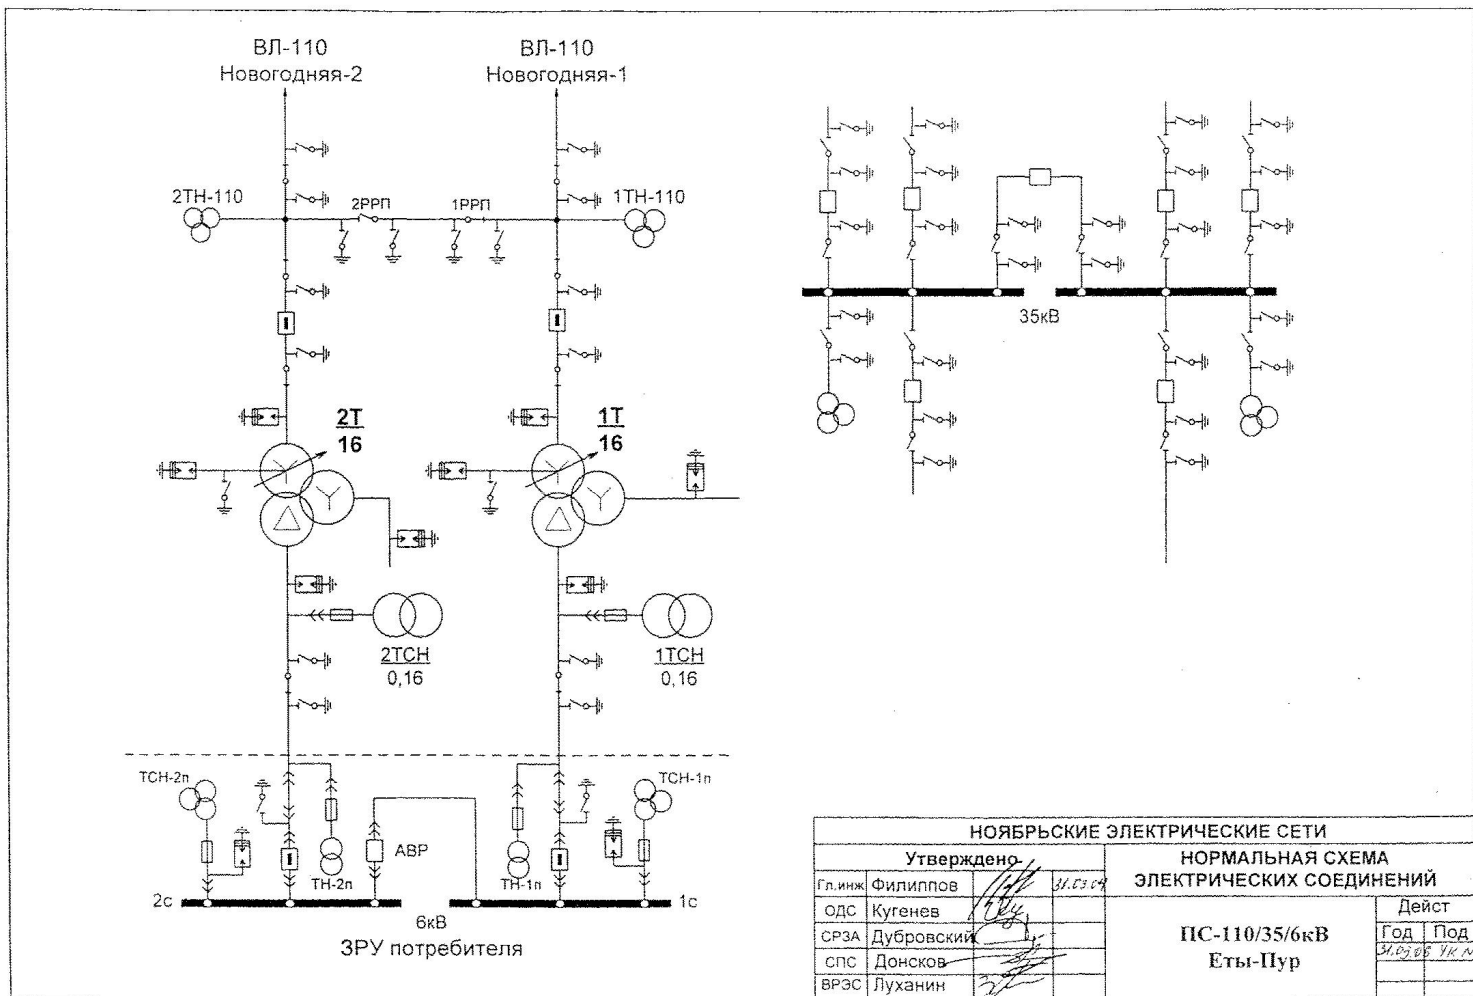 ВЛ-110
Новогодняя-2
ВЛ-110
Новогодняя-1
2ТН-110
2РРП
1РРП
1ТН-110
35кВ
2Т
16
1Т
16
2ТСН
0,16
1ТСН
0,16
ТСН-2п
ТСН-1п
АВР
ТН-2п
ТН-1п
2с
1с
6кВ
ЗРУ потребителя
НОЯБРЬСКИЕ ЭЛЕКТРИЧЕСКИЕ СЕТИ
Утверждено
НОРМАЛЬНАЯ СХЕМА
ЭЛЕКТРИЧЕСКИХ СОЕДИНЕНИЙ
Гл.инж Филиппов
ОДС Кугенев
СРЗА Дубровский
СПС Донсков
ВРЭС Луханин
ПС-110/35/6кВ
Еты-Пур
Дейст
Год Под